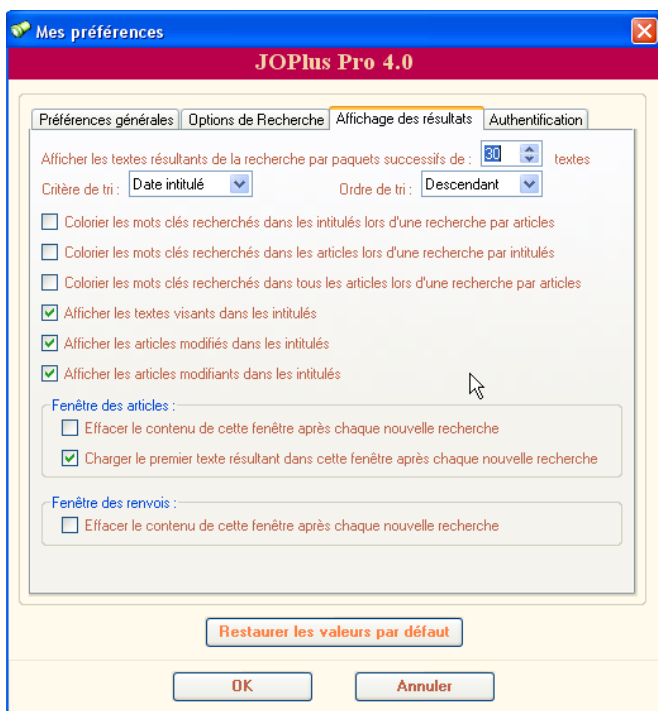 Mes préférences
JOPlus Pro 4.0
Préférences générales Options de Recherche Affichage des résultats Authentification
Afficher les textes résultants de la recherche par paquets successifs de : 30 textes
Critère de tri : Date intitulé Ordre de tri : Descendant
Colorier les mots clés recherchés dans les intitulés lors d'une recherche par articles
Colorier les mots clés recherchés dans les articles lors d'une recherche par intitulés
Colorier les mots clés recherchés dans tous les articles lors d'une recherche par articles
Afficher les textes visants dans les intitulés
Afficher les articles modifiés dans les intitulés
Afficher les articles modifiants dans les intitulés
Fenêtre des articles :
Effacer le contenu de cette fenêtre après chaque nouvelle recherche
Charger le premier texte résultant dans cette fenêtre après chaque nouvelle recherche
Fenêtre des renvois :
Effacer le contenu de cette fenêtre après chaque nouvelle recherche
Restaurer les valeurs par défaut
OK Annuler